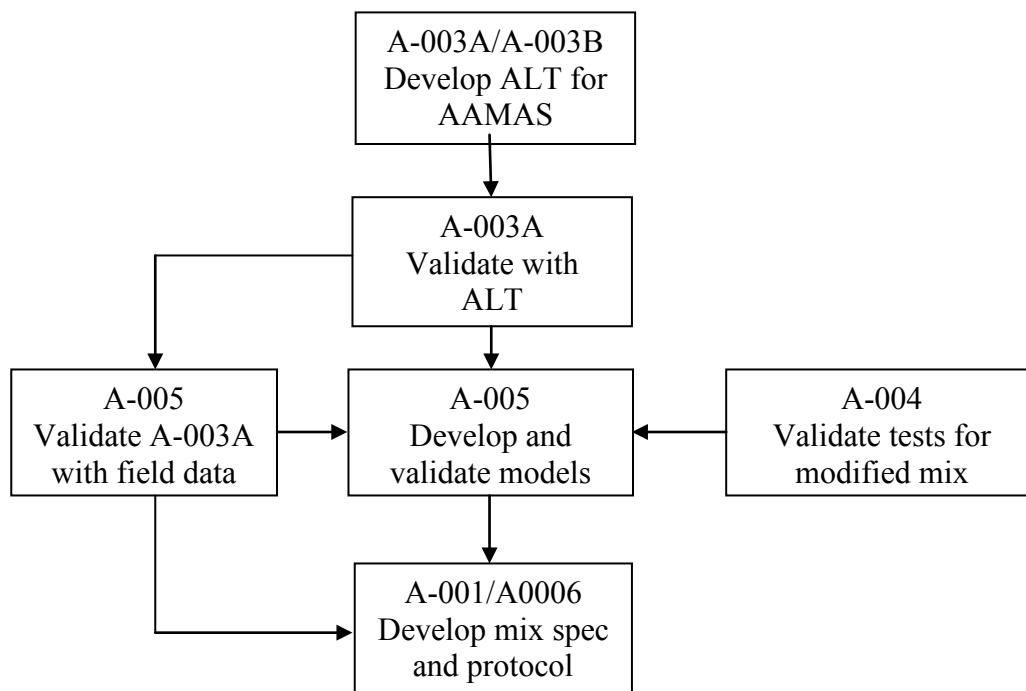 A-003A/A-003B
Develop ALT for
AAMAS
A-003A
Validate with
ALT
A-005
Validate A-003A
with field data
A-005
Develop and
validate models
A-004
Validate tests for
modified mix
A-001/A0006
Develop mix spec
and protocol